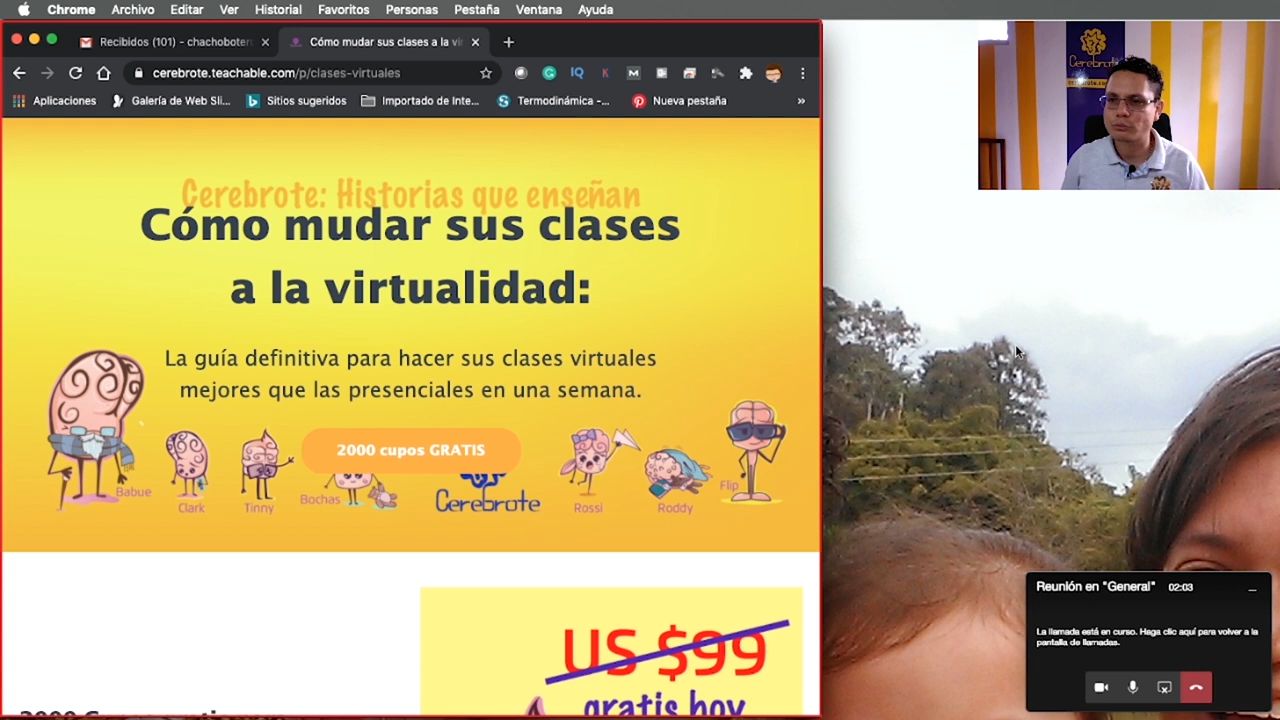 Chrome Archivo Editar Ver Historial Favoritos Personas Pestaña Ventana Ayuda
Recibidos (101) - chachoboter
Cómo mudar sus clases a la vir
cerebrote.teachable.com/p/clases-virtuales
Aplicaciones
Galería de Web Sli...
Sitios sugeridos
Importado de Inte...
Termodinámica -...
Nueva pestaña
Cerebrote
Cerebrote: Historias que enseñan
Cómo mudar sus clases
a la virtualidad:
La guía definitiva para hacer sus clases virtuales
mejores que las presenciales en una semana.
2000 cupos GRATIS
Babue
Clark
Tinny
Bochas
Cerebrote
Rossi
Roddy
Flip
US $99
gratis hoy
Reunión en "General" 02:03
La llamada está en curso. Haga clic aquí para volver a la
pantalla de llamadas.